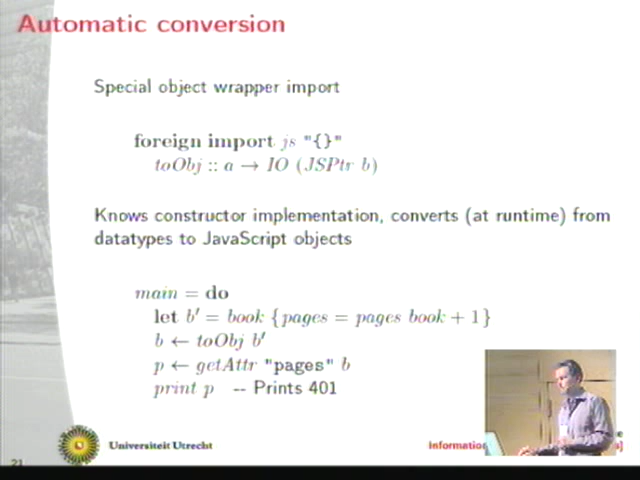 Automatic conversion
Special object wrapper import
foreign import js "{}"
toObj :: a → IO (JSPtr b)
Knows constructor implementation, converts (at runtime) from
datatypes to JavaScript objects
main = do
let b′ = book {pages = pages book + 1}
b ← toObj b′
p ← getAttr "pages" b
print p -- Prints 401
Universiteit Utrecht
Information
21